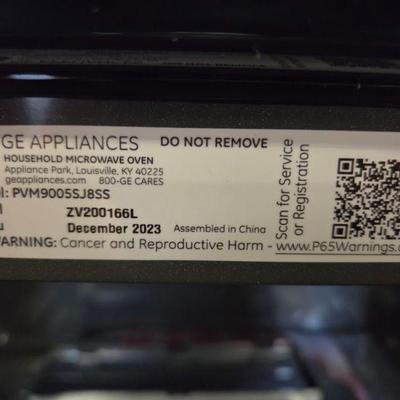 GE APPLIANCES DO NOT REMOVE
HOUSEHOLD MICROWAVE OVEN
Appliance Park, Louisville, KY 40225
geappliances.com 800-GE CARES
l: PVM9005SJ8SS
ZV200166L
December 2023 Assembled in China
WARNING: Cancer and Reproductive Harm - www.P65Warnings.c
Scan for Service
or Registration